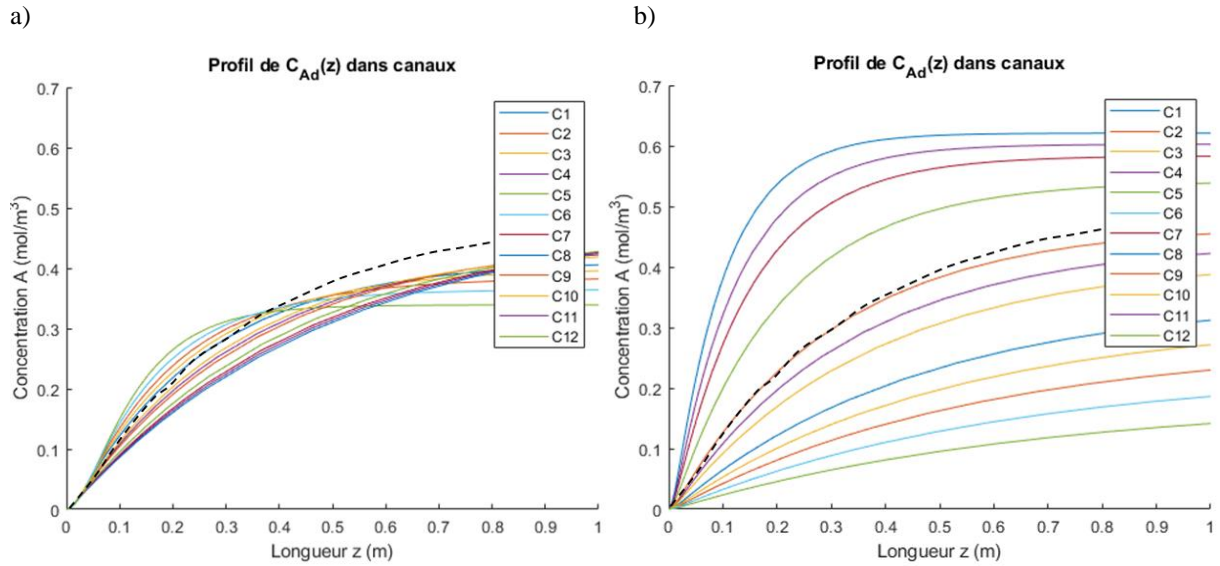 a)
Profil de C_Ad(z) dans canaux
Concentration A (mol/m³)
0.7
0.6
0.5
0.4
0.3
0.2
0.1
0
0 0.1 0.2 0.3 0.4 0.5 0.6 0.7 0.8 0.9 1
Longueur z (m)
C1
C2
C3
C4
C5
C6
C7
C8
C9
C10
C11
C12
b)
Profil de C_Ad(z) dans canaux
Concentration A (mol/m³)
0.7
0.6
0.5
0.4
0.3
0.2
0.1
0
0 0.1 0.2 0.3 0.4 0.5 0.6 0.7 0.8 0.9 1
Longueur z (m)
C1
C2
C3
C4
C5
C6
C7
C8
C9
C10
C11
C12